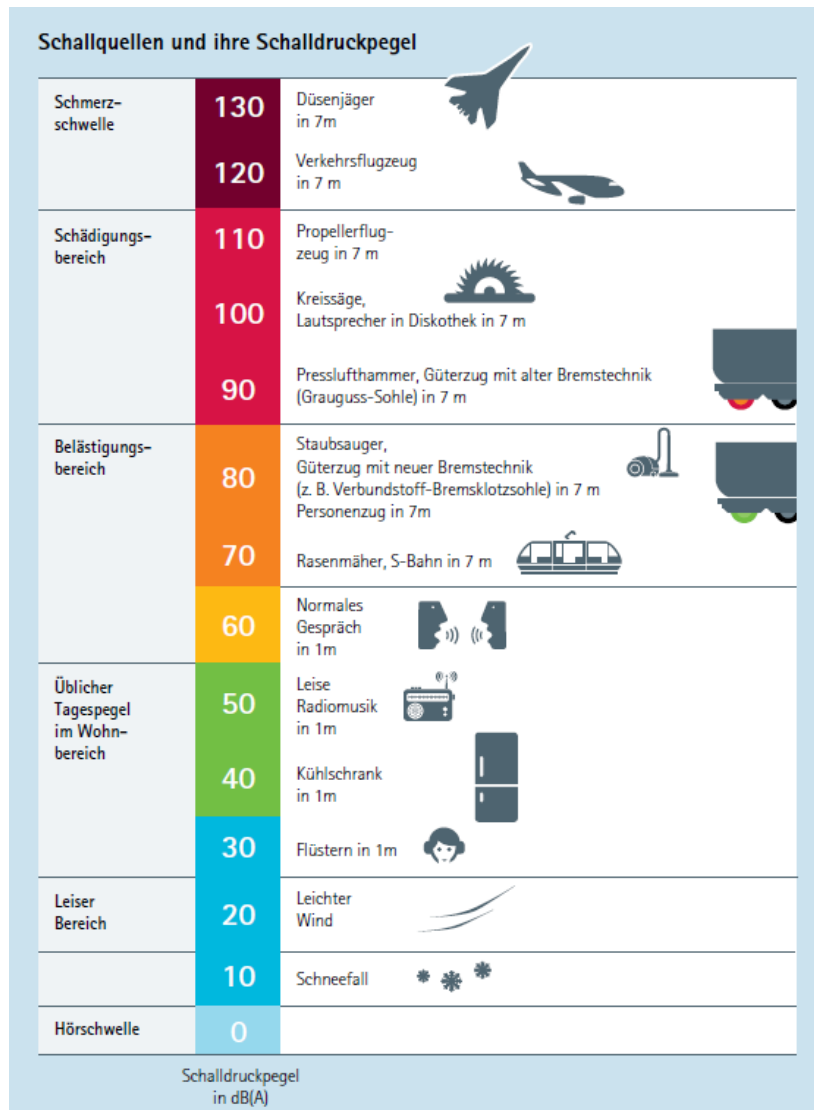 Schallquellen und ihre Schalldruckpegel
Schmerz-
schwelle
130
Düsenjäger
in 7m
120
Verkehrsflugzeug
in 7 m
Schädigungs-
bereich
110
Propellerflug-
zeug in 7 m
100
Kreissäge,
Lautsprecher in Diskothek in 7 m
90
Presslufthammer, Güterzug mit alter Bremstechnik
(Grauguss-Sohle) in 7 m
Belästigungs-
bereich
80
Staubsauger,
Güterzug mit neuer Bremstechnik
(z. B. Verbundstoff-Bremsklotzsohle) in 7 m
Personenzug in 7m
70
Rasenmäher, S-Bahn in 7 m
60
Normales
Gespräch
in 1m
Üblicher
Tagespegel
im Wohn-
bereich
50
Leise
Radiomusik
in 1m
40
Kühlschrank
in 1m
30
Flüstern in 1m
Leiser
Bereich
20
Leichter
Wind
10
Schneefall
Hörschwelle
0
Schalldruckpegel
in dB(A)